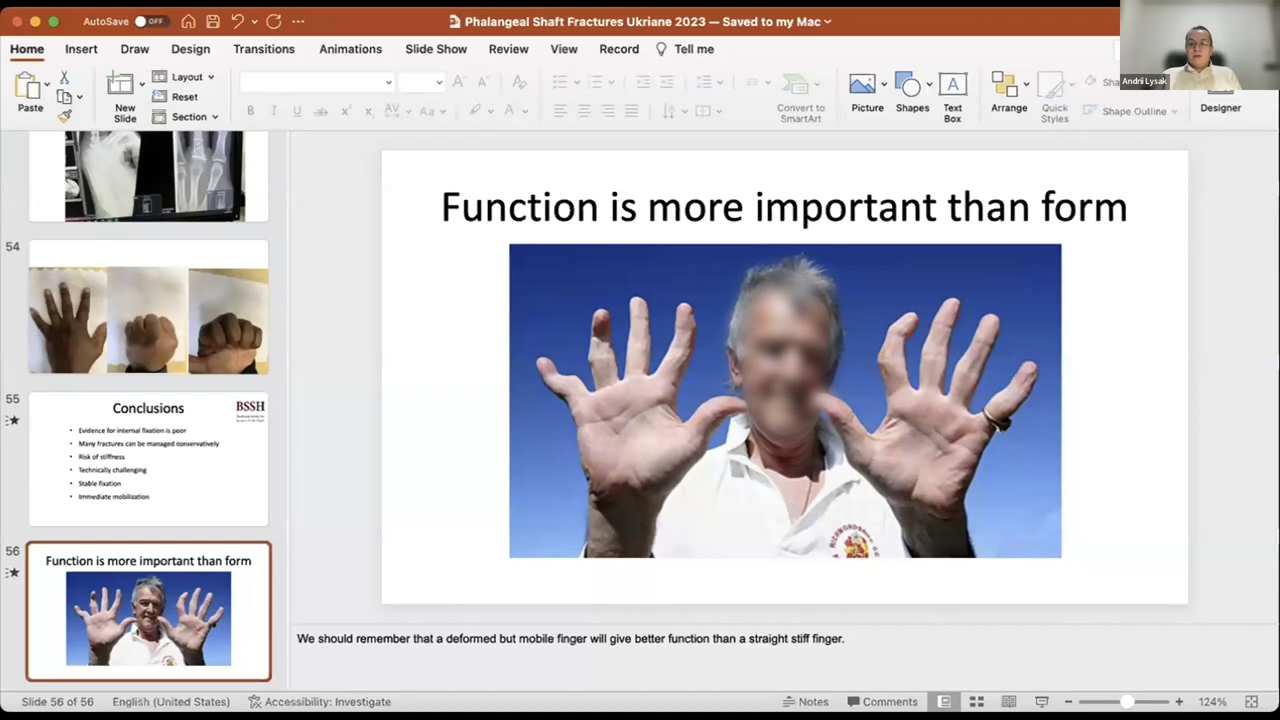 AutoSave OFF
Phalangeal Shaft Fractures Ukriane 2023 — Saved to my Mac
Home Insert Draw Design Transitions Animations Slide Show Review View Record Tell me
Paste
New Slide
Layout
Reset
Section
B I U ab x x AV Aa A
Convert to SmartArt
Picture
Shapes
Text Box
Arrange
Quick Styles
Shape Outline
Designer
Andrii Lysak
54
55
Conclusions
BSSH
• Evidence for internal fixation is poor
• Many fractures can be managed conservatively
• Risk of stiffness
• Technically challenging
• Stable Fixation
• Immediate mobilization
56
Function is more important than form
Function is more important than form
We should remember that a deformed but mobile finger will give better function than a straight stiff finger.
Slide 56 of 56 English (United States) Accessibility: Investigate Notes Comments 124%